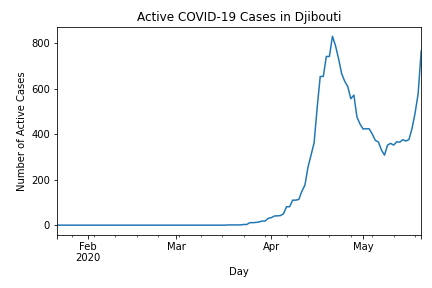 Active COVID-19 Cases in Djibouti
Number of Active Cases
800
600
400
200
0
Feb
2020
Mar
Apr
May
Day